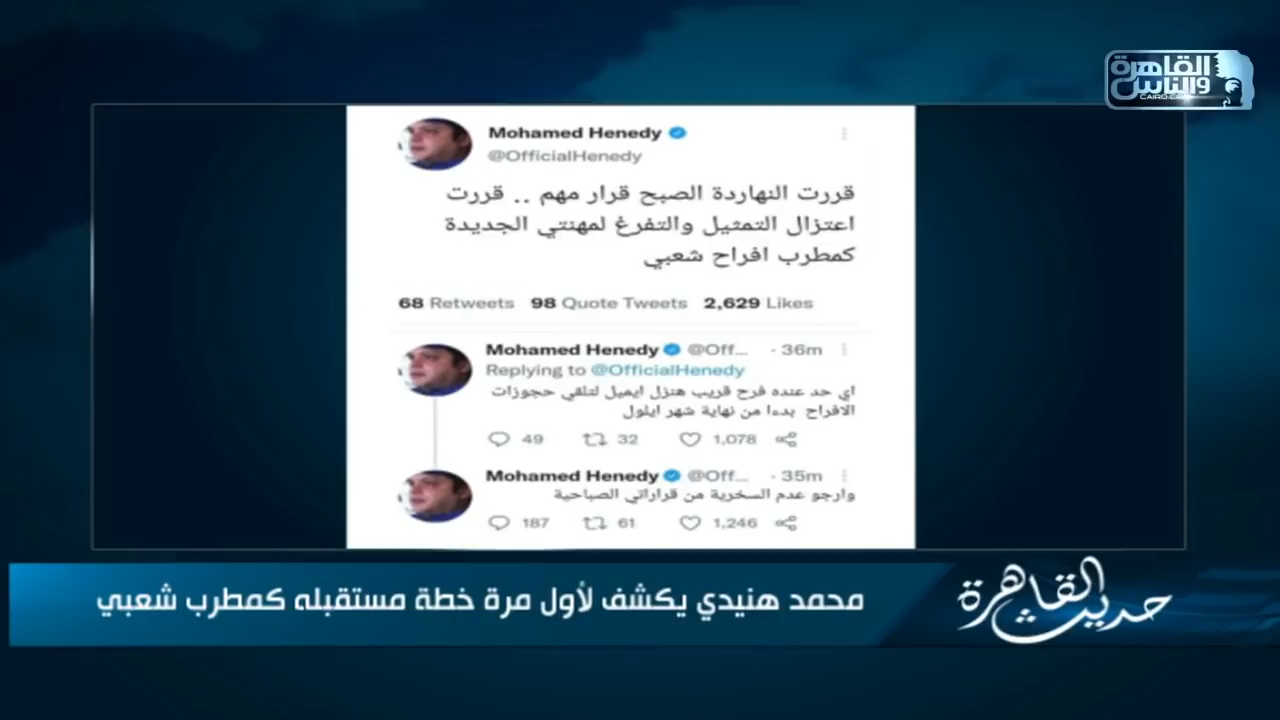 القاهرة
والناس
Mohamed Henedy
@OfficialHenedy
قررت النهاردة الصبح قرار مهم .. قررت
اعتزال التمثيل والتفرغ لمهنتي الجديدة
كمطرب افراح شعبي
68 Retweets 98 Quote Tweets 2,629 Likes
Mohamed Henedy @Off... · 36m
Replying to @OfficialHenedy
اي حد عنده فرح قريب هنزل ايميل لتلقي حجوزات
الافراح بدءا من نهاية شهر ايلول
49 32 1,078
Mohamed Henedy @Off... · 35m
وارجو عدم السخرية من قراراتي الصباحية
187 61 1,246
حديث القاهرة
محمد هنيدي يكشف لأول مرة خطة مستقبله كمطرب شعبي